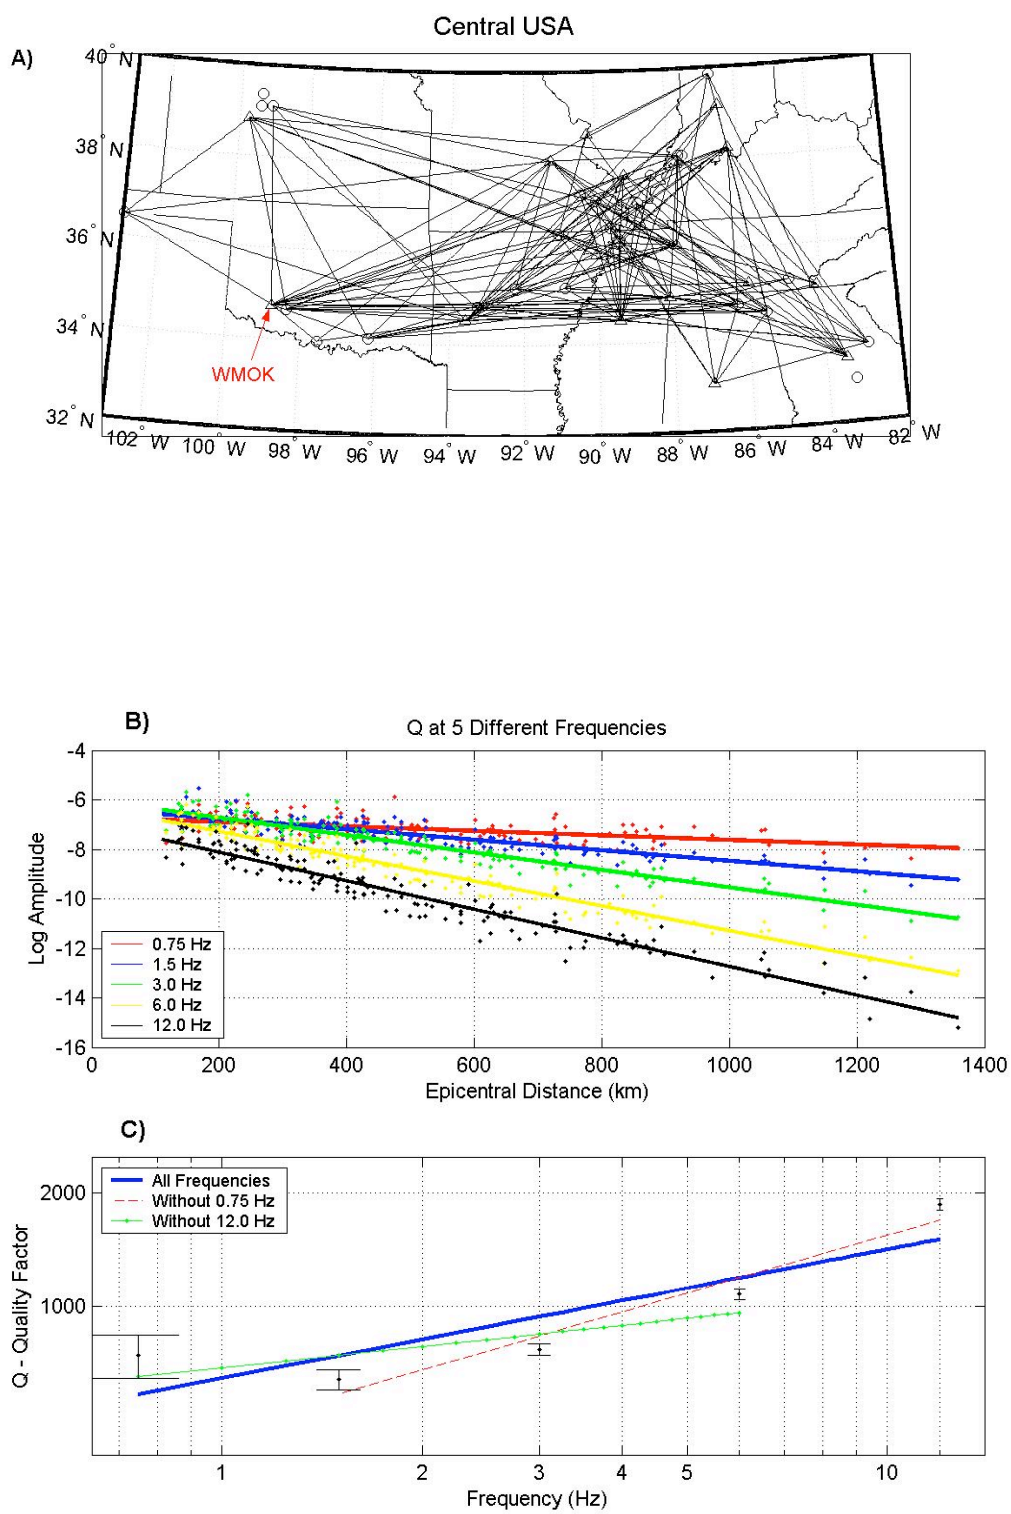 Central USA
A)
40° N
38° N
36° N
34° N
32° N
WMOK
102° W 100° W 98° W 96° W 94° W 92° W 90° W 88° W 86° W 84° W 82° W
B)
Q at 5 Different Frequencies
Log Amplitude
-4
-6
-8
-10
-12
-14
-16
0.75 Hz
1.5 Hz
3.0 Hz
6.0 Hz
12.0 Hz
0 200 400 600 800 1000 1200 1400
Epicentral Distance (km)
C)
Q - Quality Factor
2000
1000
All Frequencies
Without 0.75 Hz
Without 12.0 Hz
1 2 3 4 5 10
Frequency (Hz)